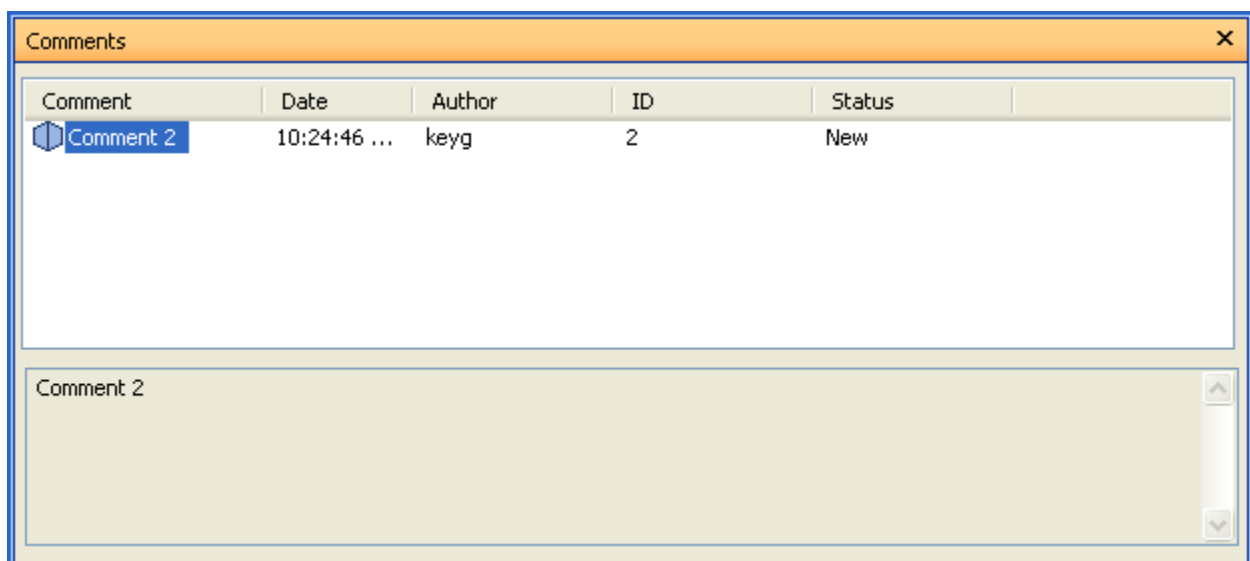 Comments
Comment Date Author ID Status
Comment 2 10:24:46 ... keyg 2 New
Comment 2